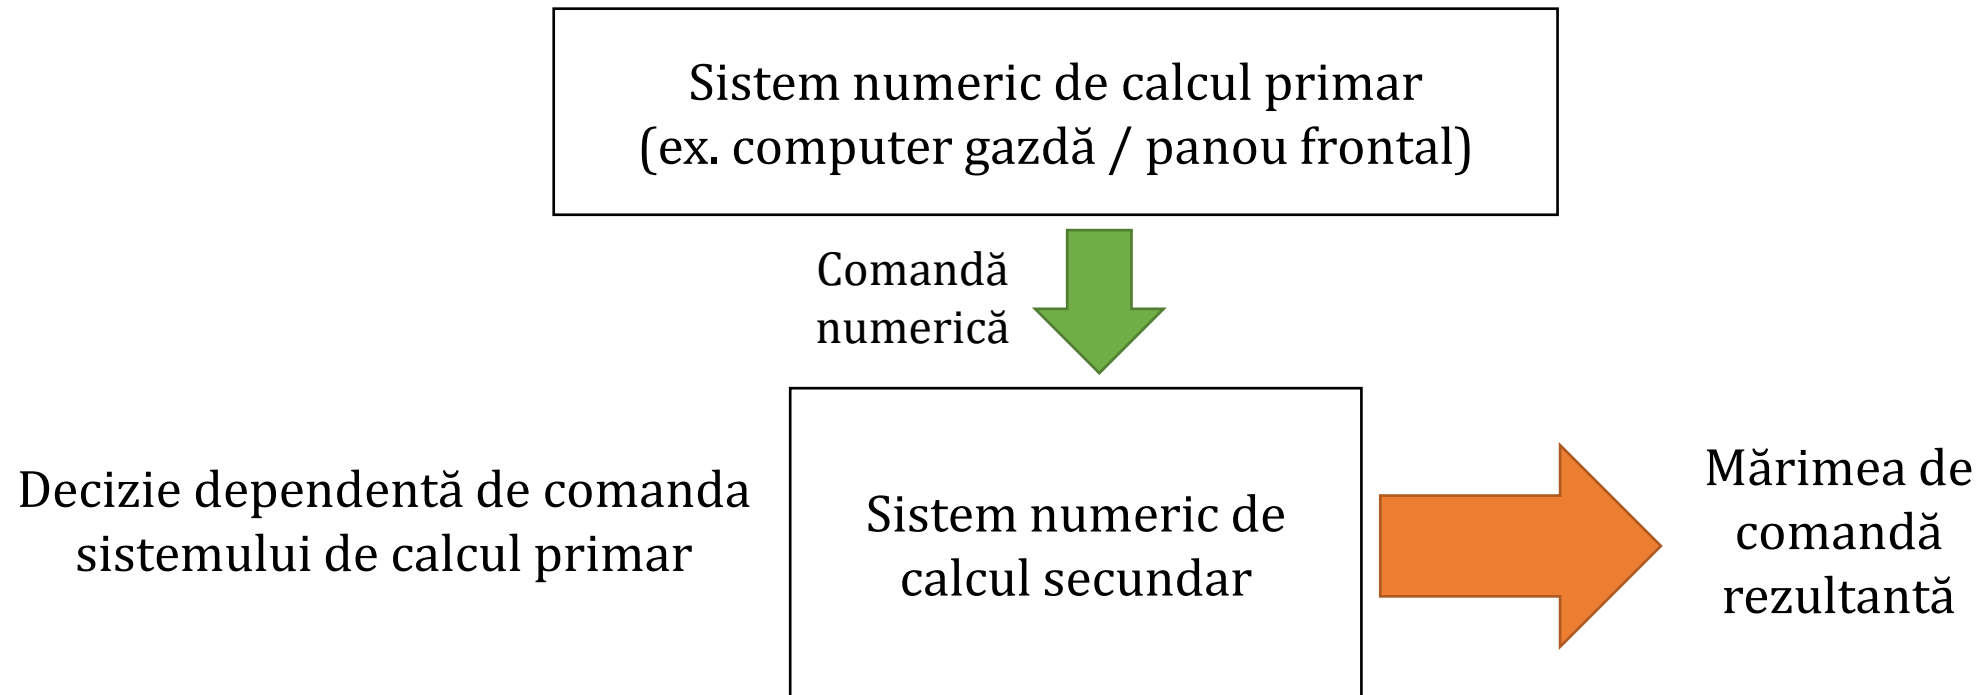 Sistem numeric de calcul primar
(ex. computer gazdă / panou frontal)
Comandă
numerică
Decizie dependentă de comanda
sistemului de calcul primar
Sistem numeric de
calcul secundar
Mărimea de
comandă
rezultantă